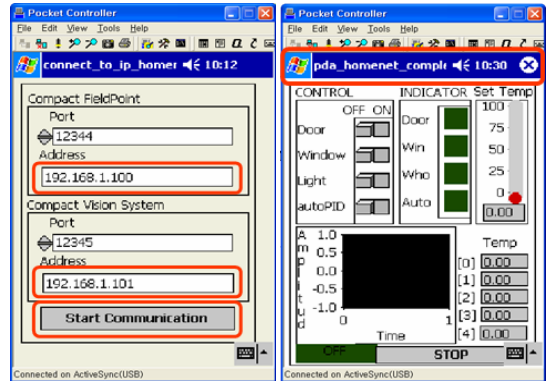 Pocket Controller
File Edit View Zoom Tools Help
connect_to_ip_homer 10:12
Compact FieldPoint
Port
12344
Address
192.168.1.100
Compact Vision System
Port
12345
Address
192.168.1.101
Start Communication
Connected on ActiveSync(USB)
Pocket Controller
File Edit View Zoom Tools Help
pda_homenet_comple 10:30
CONTROL INDICATOR Set Temp
OFF ON
Door
Window
Light
autoPID
Door
Win
Who
Auto
100
75
50
25
0
0.00
Amplitud
1.0
0.5
0.0
-0.5
-1.0
0 1
Time
Temp
[0] 0.00
[1] 0.00
[2] 0.00
[3] 0.00
[4] 0.00
OFF STOP
Connected on ActiveSync(USB)